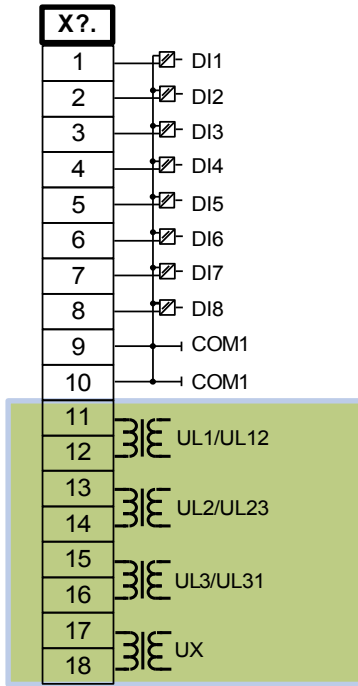 X?.
1 DI1
2 DI2
3 DI3
4 DI4
5 DI5
6 DI6
7 DI7
8 DI8
9 COM1
10 COM1
11
UL1/UL12
12
13
UL2/UL23
14
15
UL3/UL31
16
17
UX
18